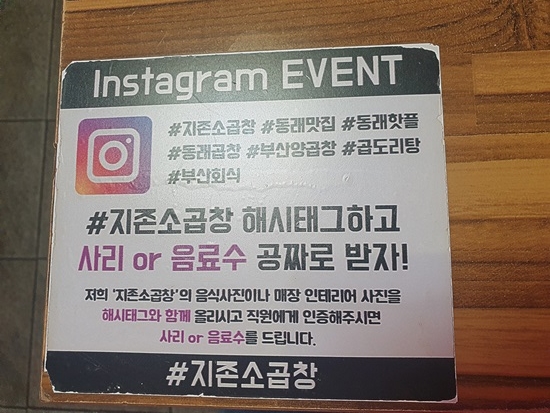 Instagram EVENT
#지존소곱창 #동래맛집 #동래핫플
#동래곱창 #부산양곱창 #곱도리탕
#부산회식
#지존소곱창 해시태그하고
사리 or 음료수 공짜로 받자!
저희 '지존소곱창'의 음식사진이나 매장 인테리어 사진을
해시태그와 함께 올리시고 직원에게 인증해주시면
사리 or 음료수를 드립니다.
#지존소곱창